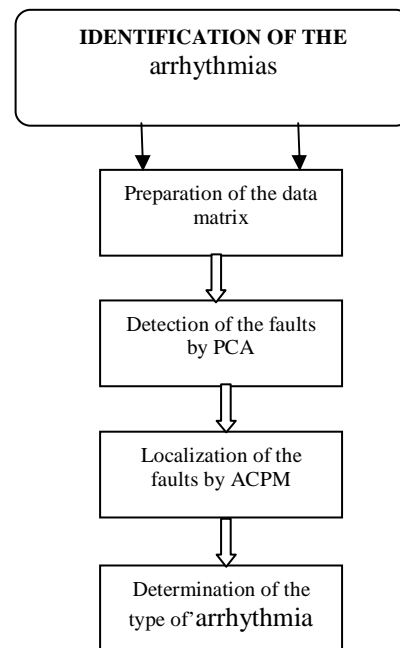 IDENTIFICATION OF THE
arrhythmias
Preparation of the data
matrix
Detection of the faults
by PCA
Localization of the
faults by ACPM
Determination of the
type of’arrhythmia